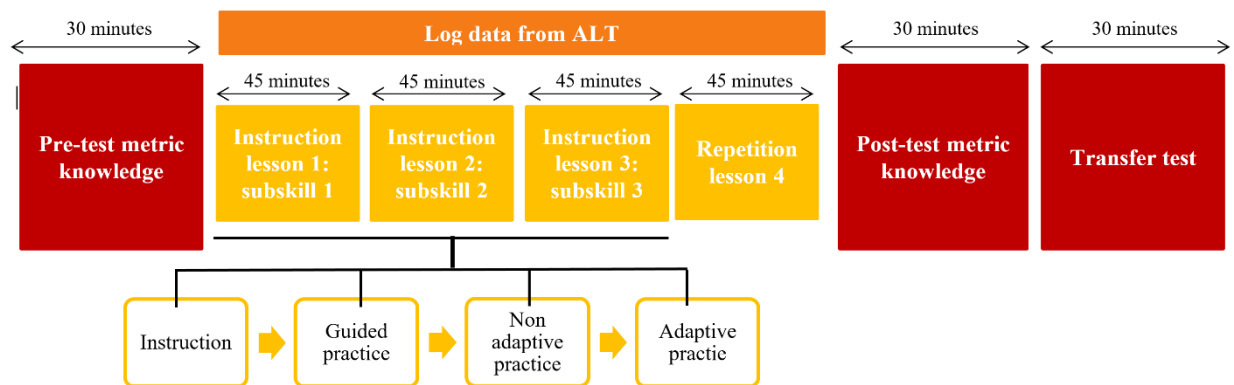 30 minutes
Log data from ALT
30 minutes
30 minutes
45 minutes
45 minutes
45 minutes
45 minutes
Pre-test metric
knowledge
Instruction
lesson 1:
subskill 1
Instruction
lesson 2:
subskill 2
Instruction
lesson 3:
subskill 3
Repetition
lesson 4
Post-test metric
knowledge
Transfer test
Instruction
Guided
practice
Non
adaptive
practice
Adaptive
practie